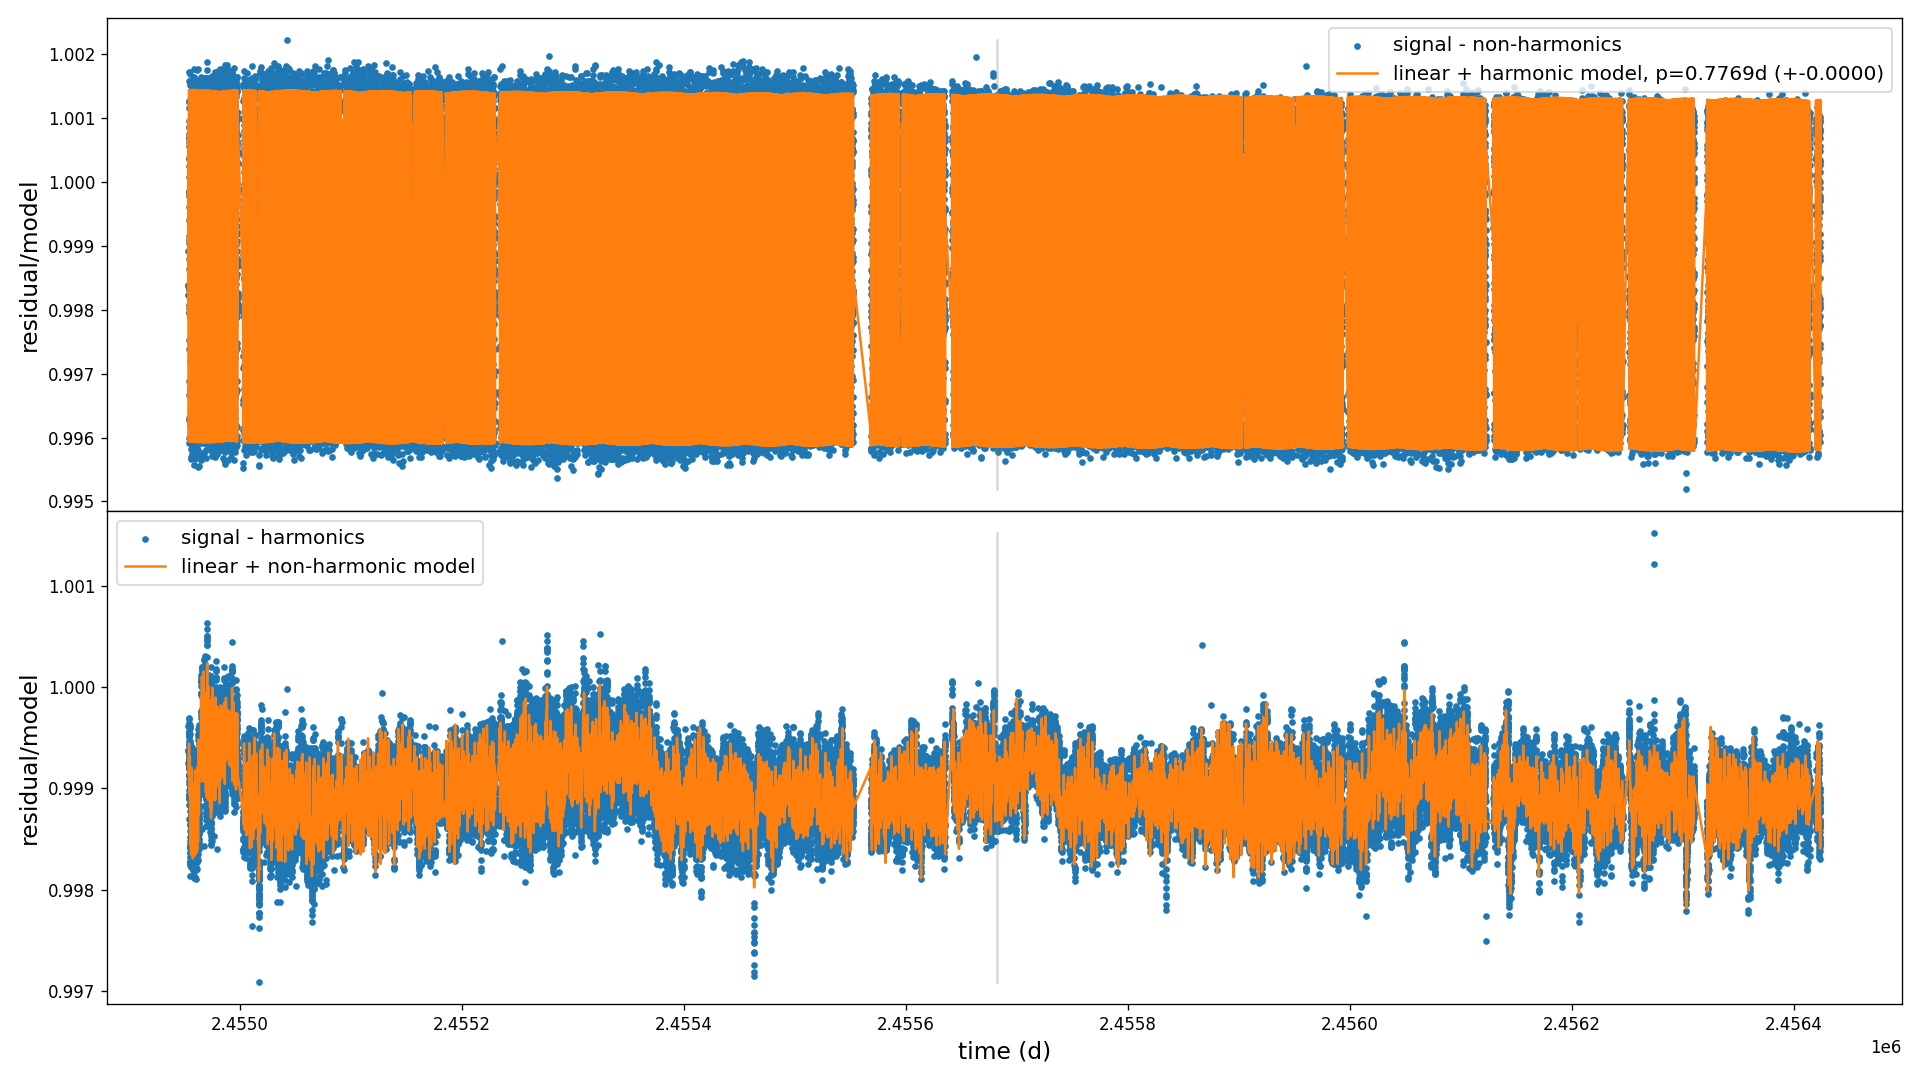 signal - non-harmonics
linear + harmonic model, p=0.7769d (+-0.0000)
1.002
1.001
1.000
0.999
0.998
0.997
0.996
0.995
residual/model
signal - harmonics
linear + non-harmonic model
1.001
1.000
0.999
0.998
0.997
residual/model
2.4550 2.4552 2.4554 2.4556 2.4558 2.4560 2.4562 2.4564
1e6
time (d)